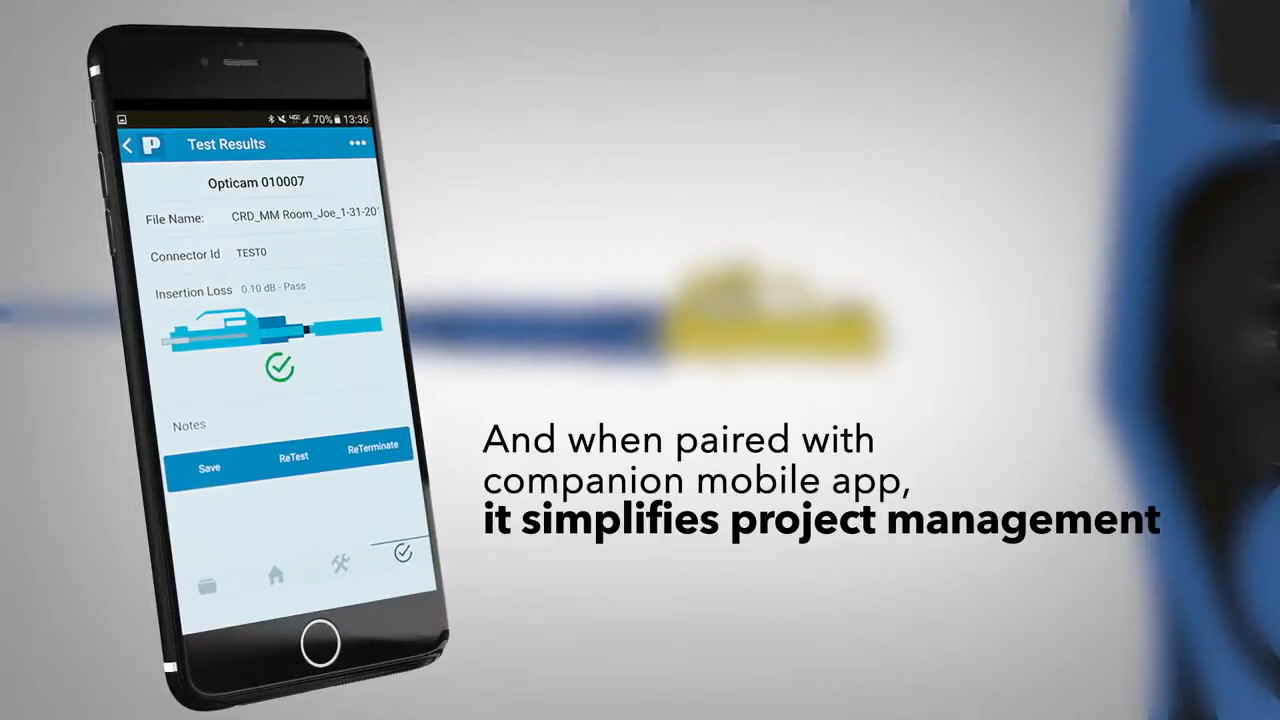 70% 13:36
P Test Results
Opticam 010007
File Name: CRD_MM Room_Joe_1-31-201
Connector Id TEST0
Insertion Loss 0.10 dB - Pass
Notes
Save ReTest ReTerminate
And when paired with
companion mobile app,
it simplifies project management